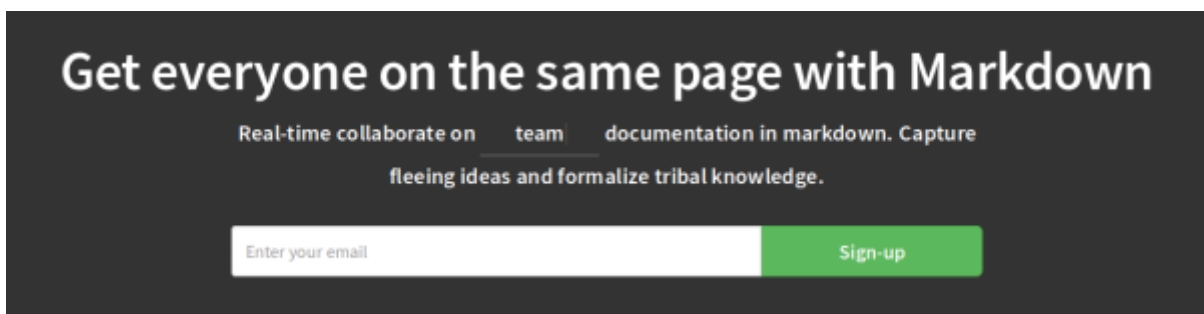 Get everyone on the same page with Markdown
Real-time collaborate on team documentation in markdown. Capture
fleeing ideas and formalize tribal knowledge.
Enter your email
Sign-up